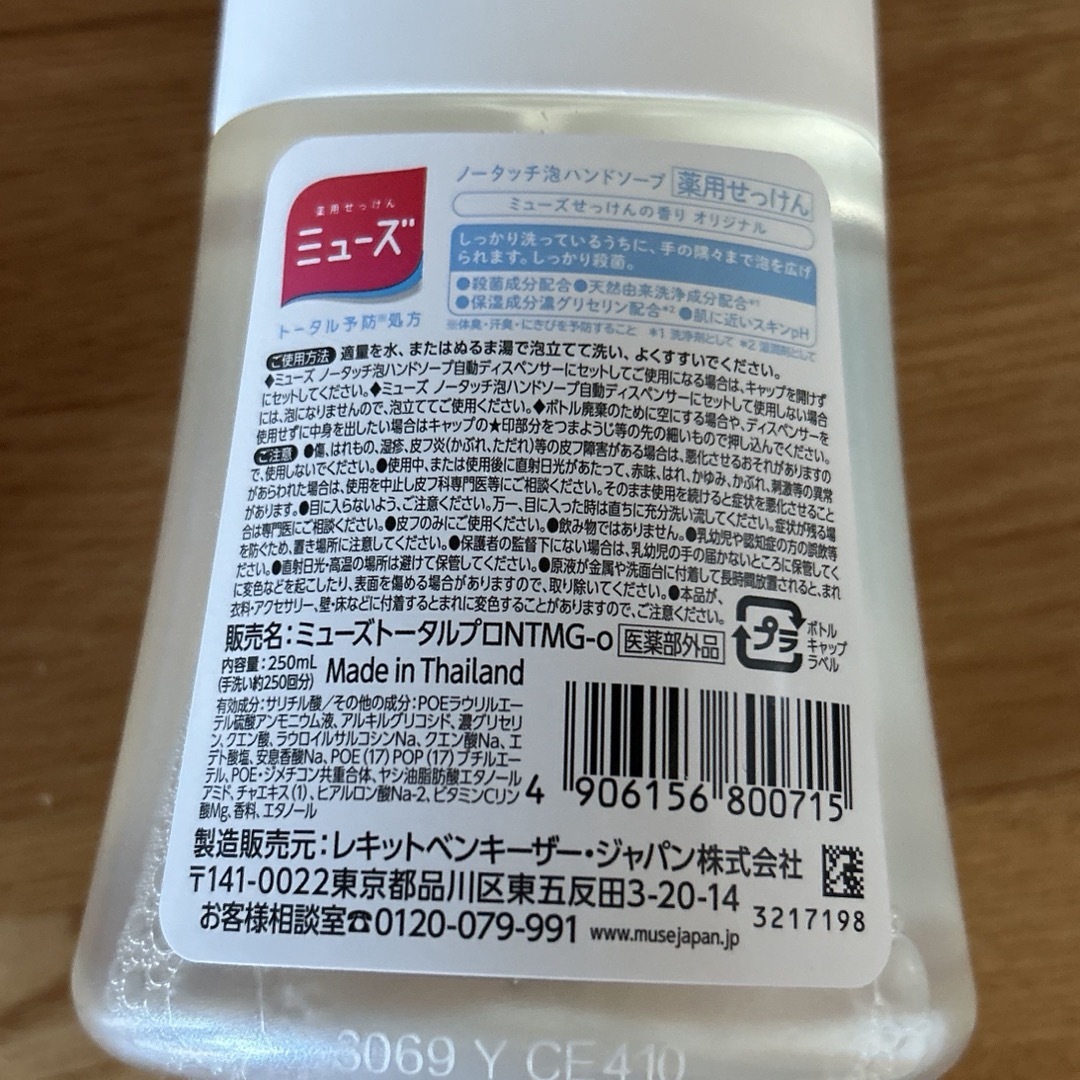 薬用せっけん
ミューズ
トータル予防※処方
ノータッチ泡ハンドソープ 薬用せっけん
ミューズせっけんの香り オリジナル
しっかり洗っているうちに、手の隅々まで泡を広げ
られます。しっかり殺菌。
●殺菌成分配合●天然由来洗浄成分配合*1
●保湿成分濃グリセリン配合*2 ●肌に近いスキンpH
※体臭・汗臭・にきびを予防すること *1 洗浄剤として *2 湿潤剤として
ご使用方法 適量を水、またはぬるま湯で泡立てて洗い、よくすすいでください。
♦ミューズ ノータッチ泡ハンドソープ自動ディスペンサーにセットしてご使用になる場合は、キャップを開けず
にセットしてください。♦ミューズ ノータッチ泡ハンドソープ自動ディスペンサーにセットして使用しない場合
には、泡になりませんので、泡立ててご使用ください。♦ボトル廃棄のために空にする場合や、ディスペンサーを
使用せずに中身を出したい場合はキャップの★印部分をつまようじ等の先の細いもので押し込んでください。
ご注意 ●傷、はれもの、湿疹、皮フ炎(かぶれ、ただれ)等の皮フ障害がある場合は、悪化させるおそれがありますの
で、使用しないでください。●使用中、または使用後に直射日光があたって、赤味、はれ、かゆみ、かぶれ、刺激等の異常
があらわれた場合は、使用を中止し皮フ科専門医等にご相談ください。そのまま使用を続けると症状を悪化させること
があります。●目に入らないよう、ご注意ください。万一、目に入った時は直ちに充分洗い流してください。症状が残る場
合は専門医にご相談ください。●皮フのみにご使用ください。●飲み物ではありません。●乳幼児や認知症の方の誤飲等
を防ぐため、置き場所に注意してください。●保護者の監督下にない場合は、乳幼児の手の届かないところに保管してく
ださい。●直射日光・高温の場所は避けて保管してください。●原液が金属や洗面台に付着して長時間放置されると、まれ
に変色などを起こしたり、表面を傷める場合がありますので、取り除いてください。●本品が、
衣料・アクセサリー、壁・床などに付着するとまれに変色することがありますので、ご注意ください。
プラ
ボトル
キャップ
ラベル
販売名:ミューズトータルプロNTMG-o 医薬部外品
内容量:250mL
(手洗い約250回分)
Made in Thailand
有効成分:サリチル酸/その他の成分:POEラウリルエー
テル硫酸アンモニウム液、アルキルグリコシド、濃グリセリ
ン、クエン酸、ラウロイルサルコシンNa、クエン酸Na、エ
デト酸塩、安息香酸Na、POE (17) POP (17) ブチルエー
テル、POE・ジメチコン共重合体、ヤシ油脂肪酸エタノール
アミド、チャエキス(1)、ヒアルロン酸Na-2、ビタミンCリン
酸Mg、香料、エタノール
4 906156 800715
製造販売元:レキットベンキーザー・ジャパン株式会社
〒141-0022東京都品川区東五反田3-20-14
3217198
お客様相談室☎0120-079-991 www.musejapan.jp
6069 Y CE410